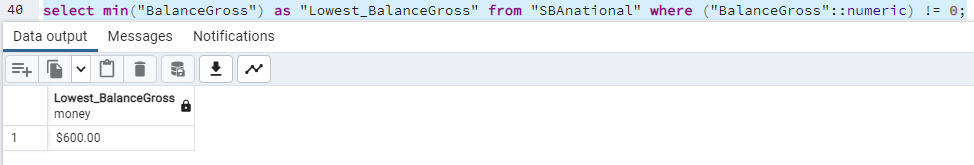 40 select min("BalanceGross") as "Lowest_BalanceGross" from "SBAnational" where ("BalanceGross"::numeric) != 0;
Data output Messages Notifications
Lowest_BalanceGross
money
1 $600.00